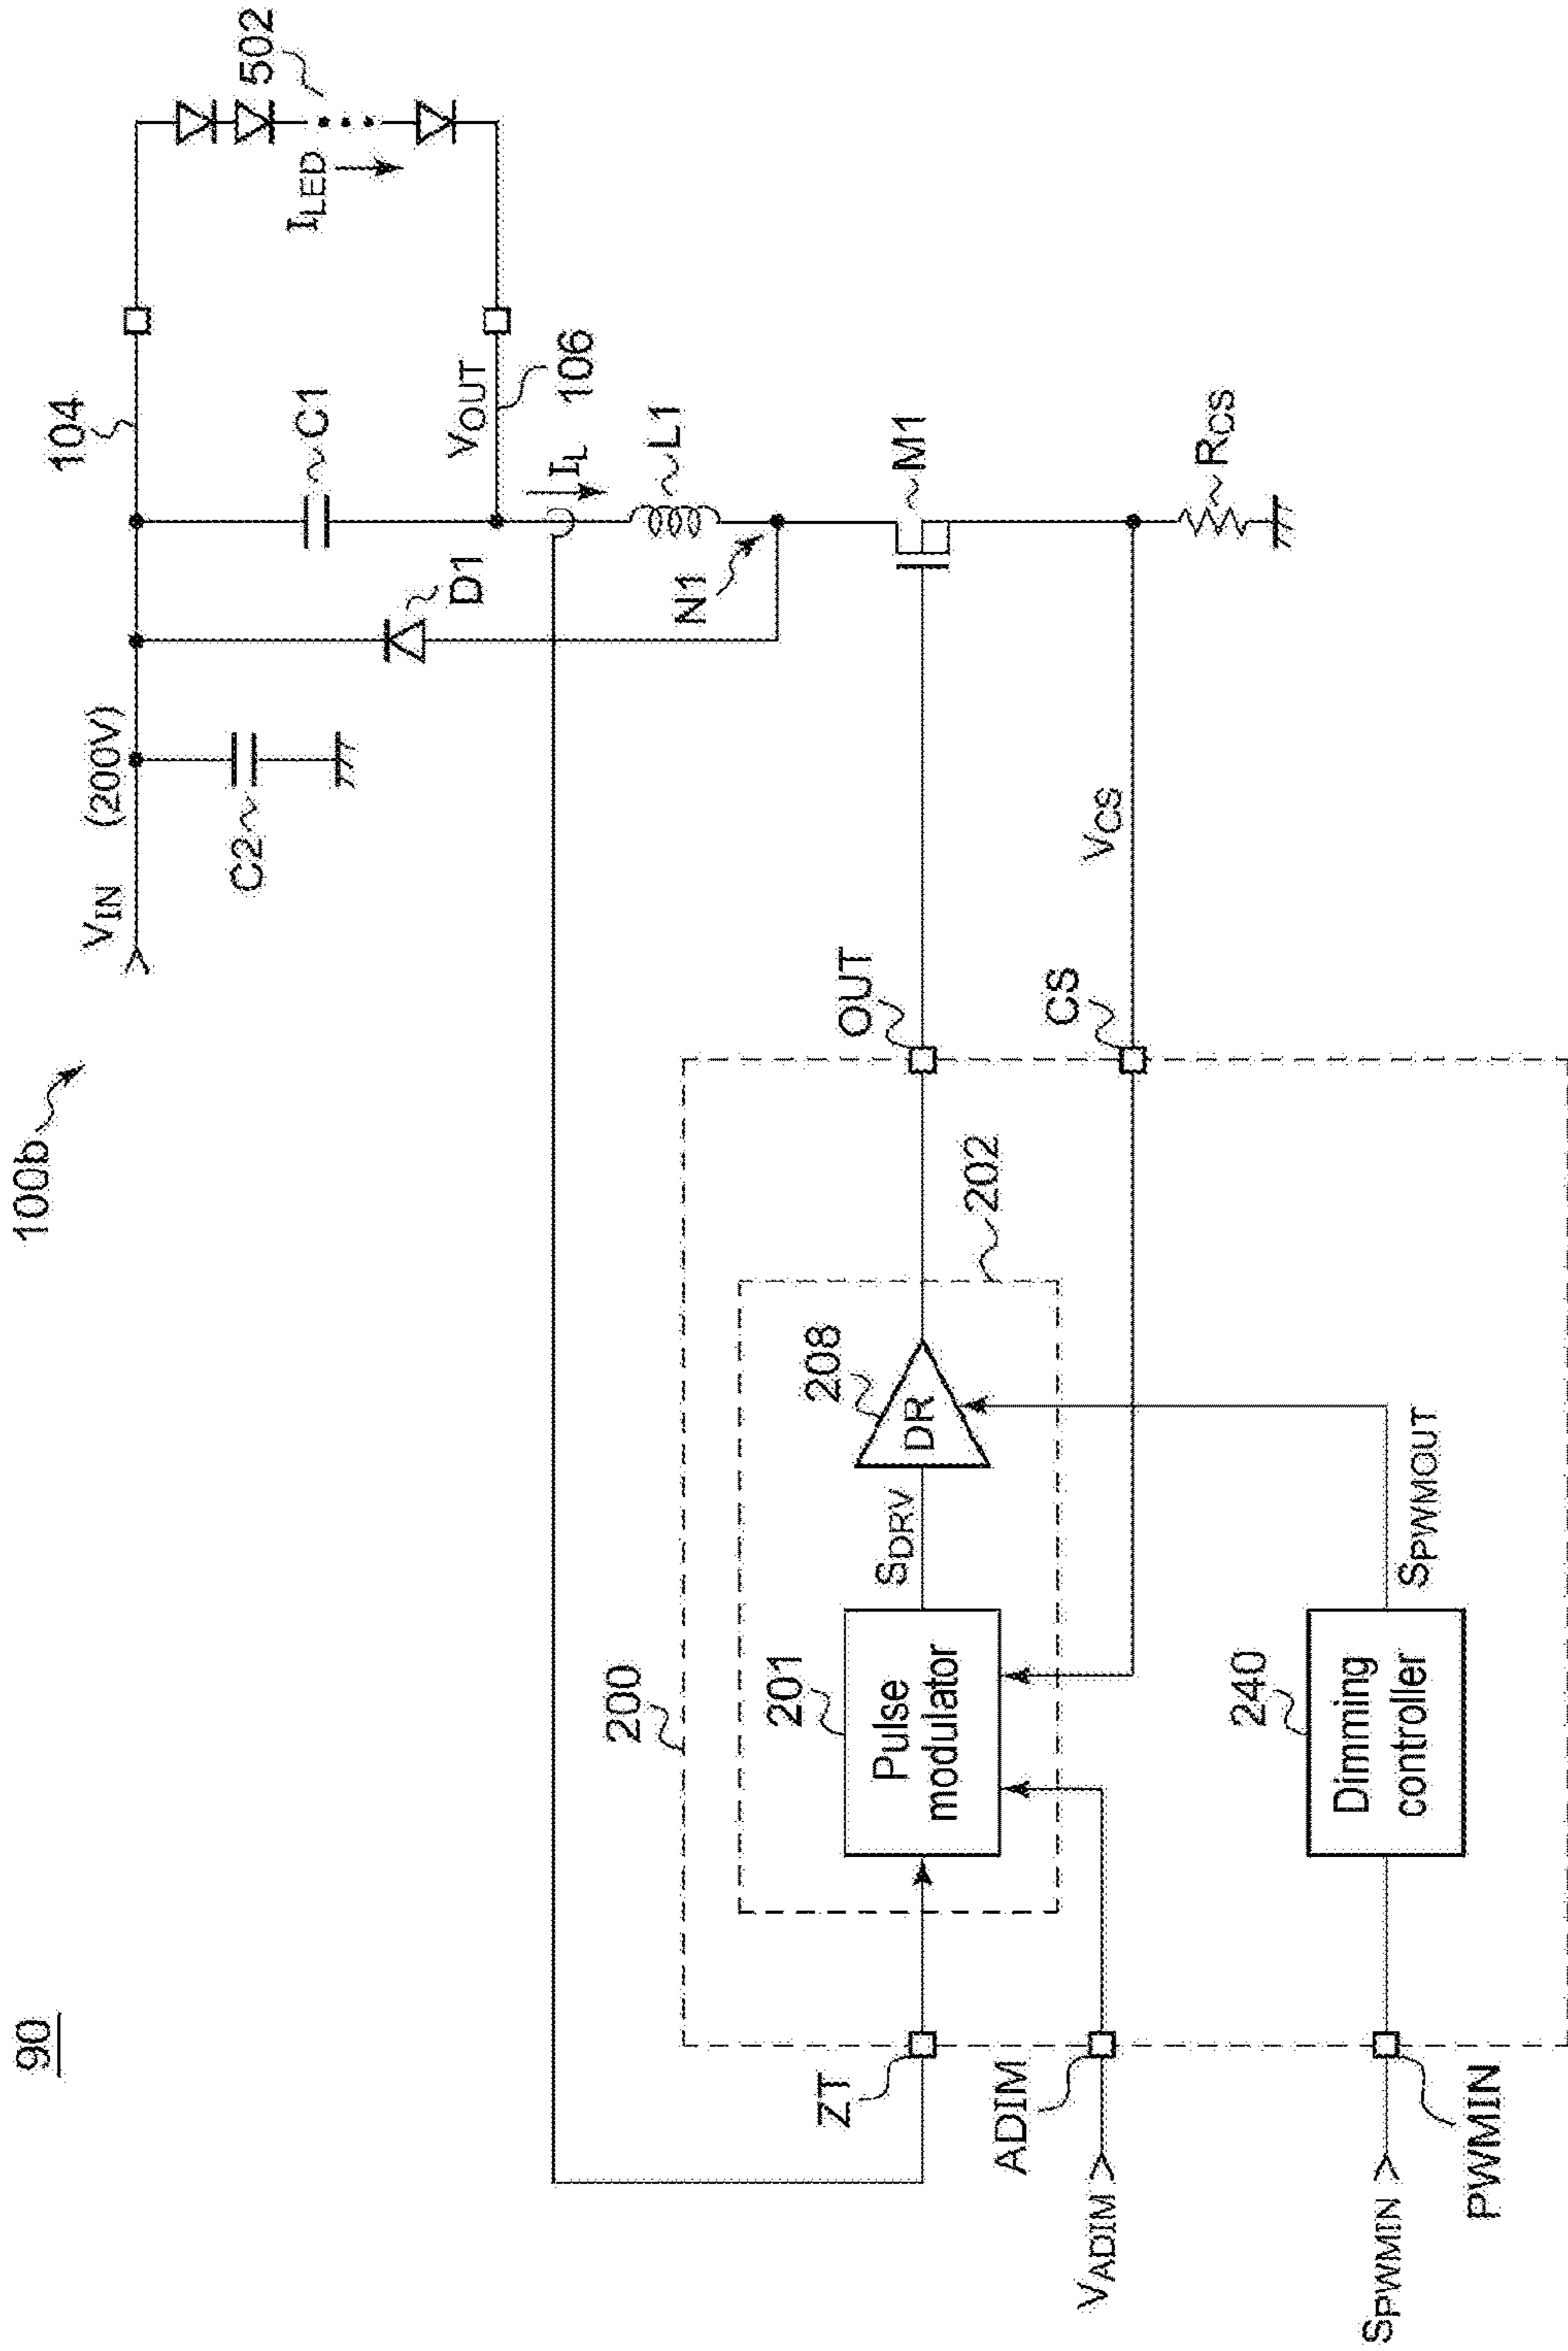 90
100b
VIN (200V)
104
C2
D1
C1
502
ILED
VOUT
106
IL
L1
N1
M1
RCS
200
202
208
201
Pulse
modulator
SDRV
DR
OUT
CS
VCS
ZT
ADIM
VADIM
240
Dimming
controller
SPWMOUT
SPWMIN
PWMIN